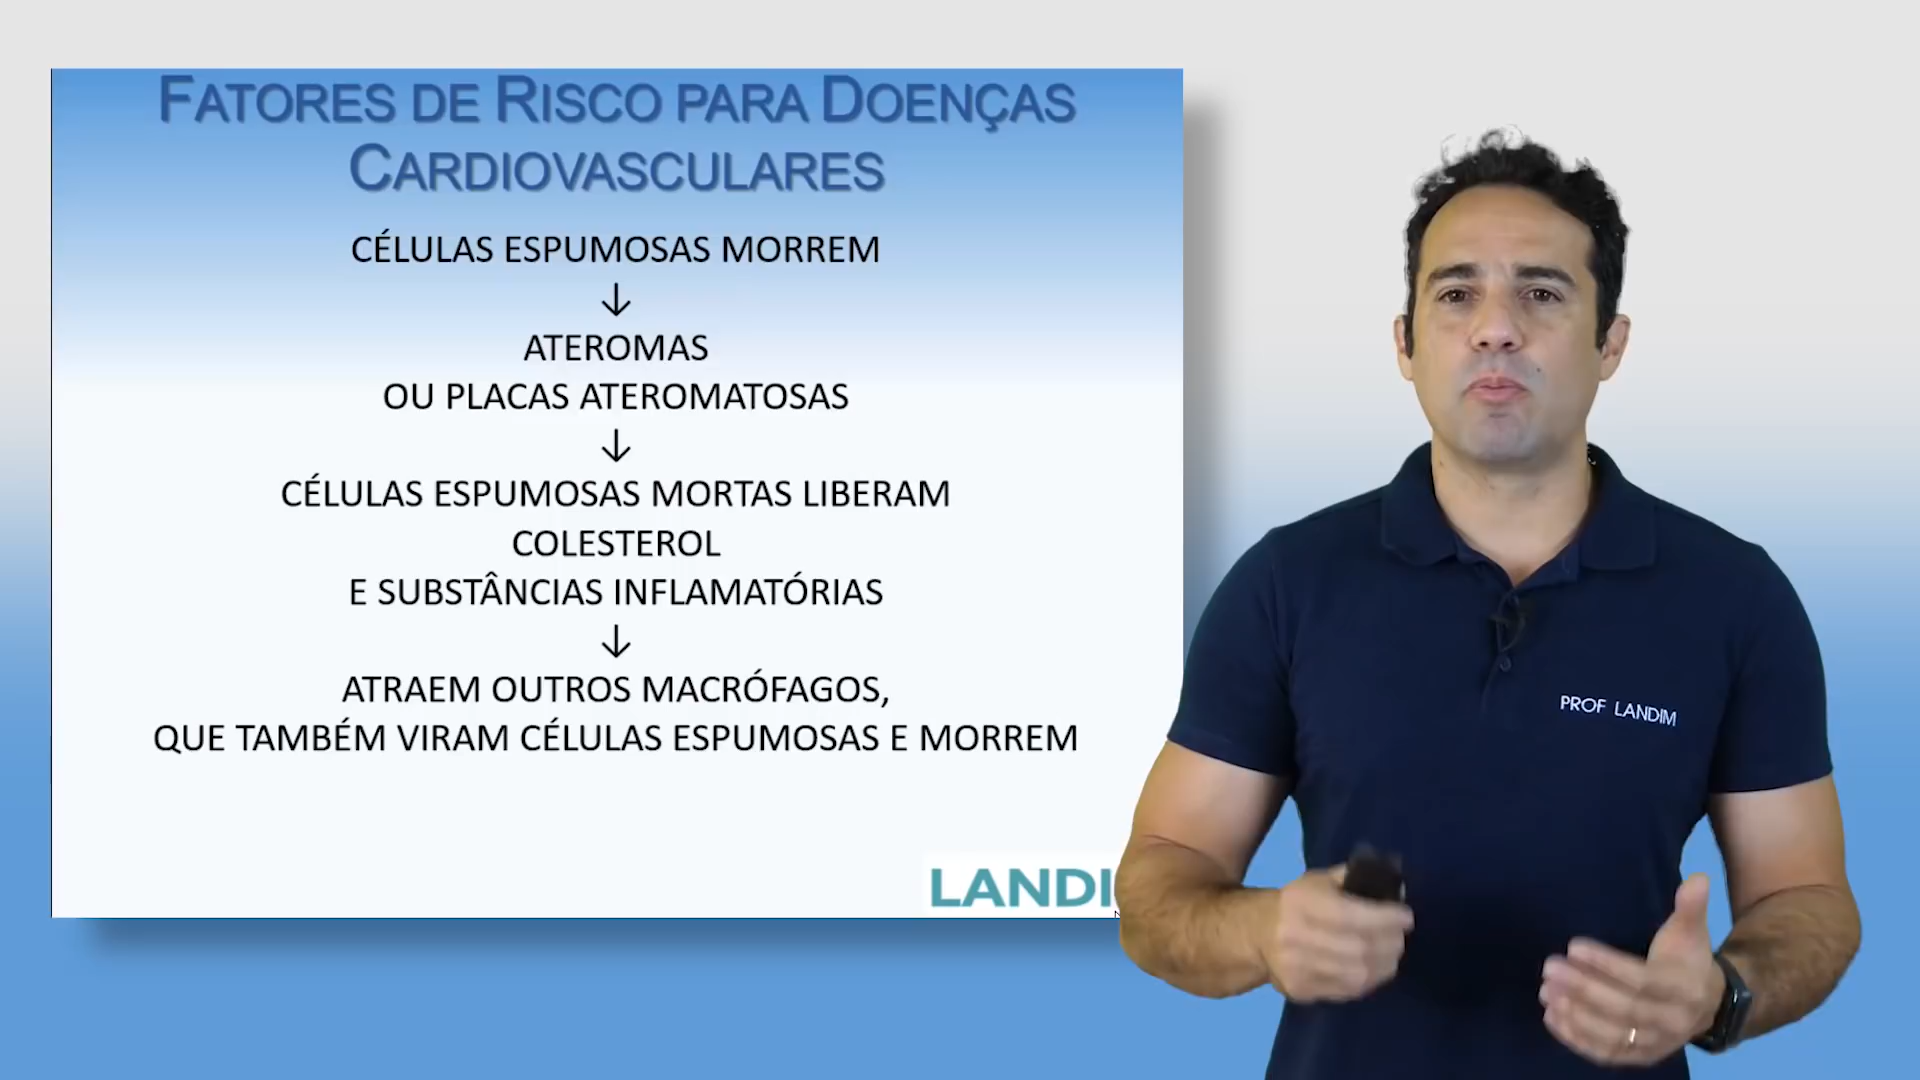 FATORES DE RISCO PARA DOENÇAS
CARDIOVASCULARES
CÉLULAS ESPUMOSAS MORREM
↓
ATEROMAS
OU PLACAS ATEROMATOSAS
↓
CÉLULAS ESPUMOSAS MORTAS LIBERAM
COLESTEROL
E SUBSTÂNCIAS INFLAMATÓRIAS
↓
ATRAEM OUTROS MACRÓFAGOS,
QUE TAMBÉM VIRAM CÉLULAS ESPUMOSAS E MORREM
LANDI
PROF LANDIM